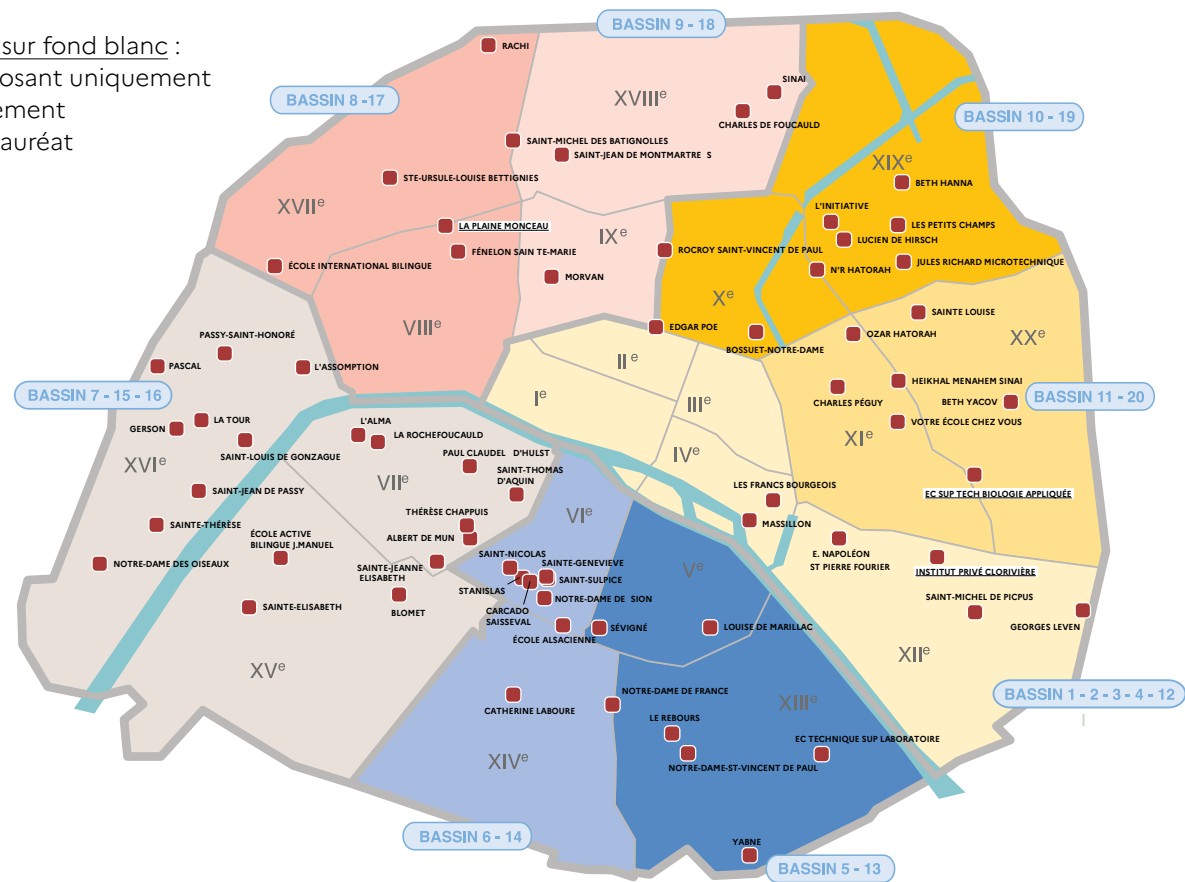 sur fond blanc :
osant uniquement
ement
auréat
BASSIN 9 - 18
RACHI
BASSIN 8 -17
XVIIIe
SINAI
CHARLES DE FOUCAULD
BASSIN 10 - 19
SAINT-MICHEL DES BATIGNOLLES
SAINT-JEAN DE MONTMARTRE S
XIXe
STE-URSULE-LOUISE BETTIGNIES
BETH HANNA
XVIIe
L'INITIATIVE
LA PLAINE MONCEAU
LES PETITS CHAMPS
IXe
LUCIEN DE HIRSCH
FÉNELON SAIN TE-MARIE
ROCROY SAINT-VINCENT DE PAUL
ÉCOLE INTERNATIONAL BILINGUE
JULES RICHARD MICROTECHNIQUE
N'R HATORAH
MORVAN
Xe
SAINTE LOUISE
VIIIe
EDGAR POE
OZAR HATORAH
XXe
PASSY-SAINT-HONORÉ
BOSSUET-NOTRE-DAME
IIe
PASCAL
L'ASSOMPTION
HEIKHAL MENAHEM SINAI
BASSIN 7 - 15 - 16
Ie
IIIe
CHARLES PÉGUY
BETH YACOV
BASSIN 11 - 20
LA TOUR
L'ALMA
VOTRE ÉCOLE CHEZ VOUS
GERSON
LA ROCHEFOUCAULD
XIe
XVIe
SAINT-LOUIS DE GONZAGUE
PAUL CLAUDEL D'HULST
IVe
SAINT-THOMAS
D'AQUIN
VIIe
LES FRANCS BOURGEOIS
EC SUP TECH BIOLOGIE APPLIQUÉE
SAINT-JEAN DE PASSY
THÉRÈSE CHAPPUIS
VIe
SAINTE-THÉRÈSE
MASSILLON
ÉCOLE ACTIVE
BILINGUE J.MANUEL
ALBERT DE MUN
E. NAPOLÉON
ST PIERRE FOURIER
SAINT-NICOLAS
SAINTE-GENEVIEVE
NOTRE-DAME DES OISEAUX
SAINTE-JEANNE
ELISABETH
SAINT-SULPICE
Ve
INSTITUT PRIVÉ CLORIVIÈRE
STANISLAS
NOTRE-DAME DE SION
SAINT-MICHEL DE PICPUS
SAINTE-ELISABETH
BLOMET
CARCADO
SAISSEVAL
ÉCOLE ALSACIENNE
SÉVIGNÉ
LOUISE DE MARILLAC
GEORGES LEVEN
XVe
XIIe
NOTRE-DAME DE FRANCE
BASSIN 1 - 2 - 3 - 4 - 12
CATHERINE LABOURE
XIIIe
LE REBOURS
EC TECHNIQUE SUP LABORATOIRE
XIVe
NOTRE-DAME-ST-VINCENT DE PAUL
BASSIN 6 - 14
YABNE
BASSIN 5 - 13